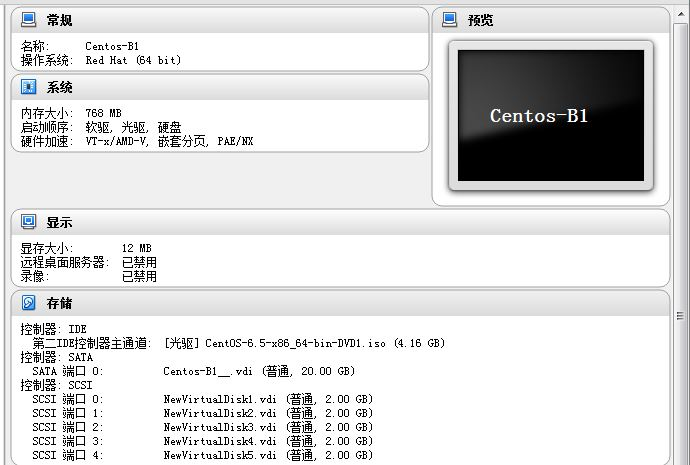 常规
名称: Centos-B1
操作系统: Red Hat (64 bit)
系统
内存大小: 768 MB
启动顺序: 软驱, 光驱, 硬盘
硬件加速: VT-x/AMD-V, 嵌套分页, PAE/NX
预览
Centos-B1
显示
显存大小: 12 MB
远程桌面服务器: 已禁用
录像: 已禁用
存储
控制器: IDE
第二IDE控制器主通道: [光驱] CentOS-6.5-x86_64-bin-DVD1.iso (4.16 GB)
控制器: SATA
SATA 端口 0: Centos-B1__.vdi (普通, 20.00 GB)
控制器: SCSI
SCSI 端口 0: NewVirtualDisk1.vdi (普通, 2.00 GB)
SCSI 端口 1: NewVirtualDisk2.vdi (普通, 2.00 GB)
SCSI 端口 2: NewVirtualDisk3.vdi (普通, 2.00 GB)
SCSI 端口 3: NewVirtualDisk4.vdi (普通, 2.00 GB)
SCSI 端口 4: NewVirtualDisk5.vdi (普通, 2.00 GB)